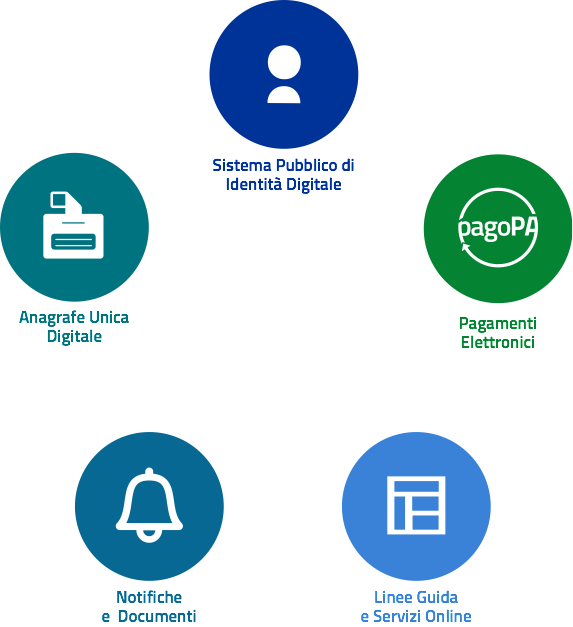 Sistema Pubblico di
Identità Digitale
Anagrafe Unica
Digitale
pagoPA
Pagamenti
Elettronici
Notifiche
e Documenti
Linee Guida
e Servizi Online